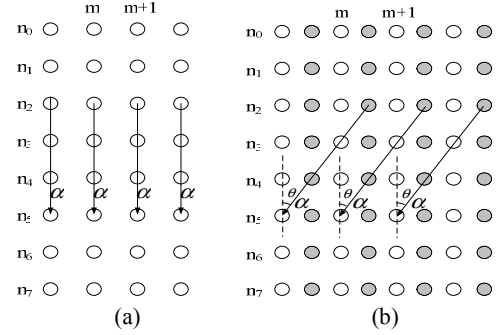 m m+1
n₀
n₁
n₂
n₃
n₄
α α α α
n₅
n₆
n₇
(a)
m m+1
n₀
n₁
n₂
n₃
n₄
θ θ θ
α α α
n₅
n₆
n₇
(b)